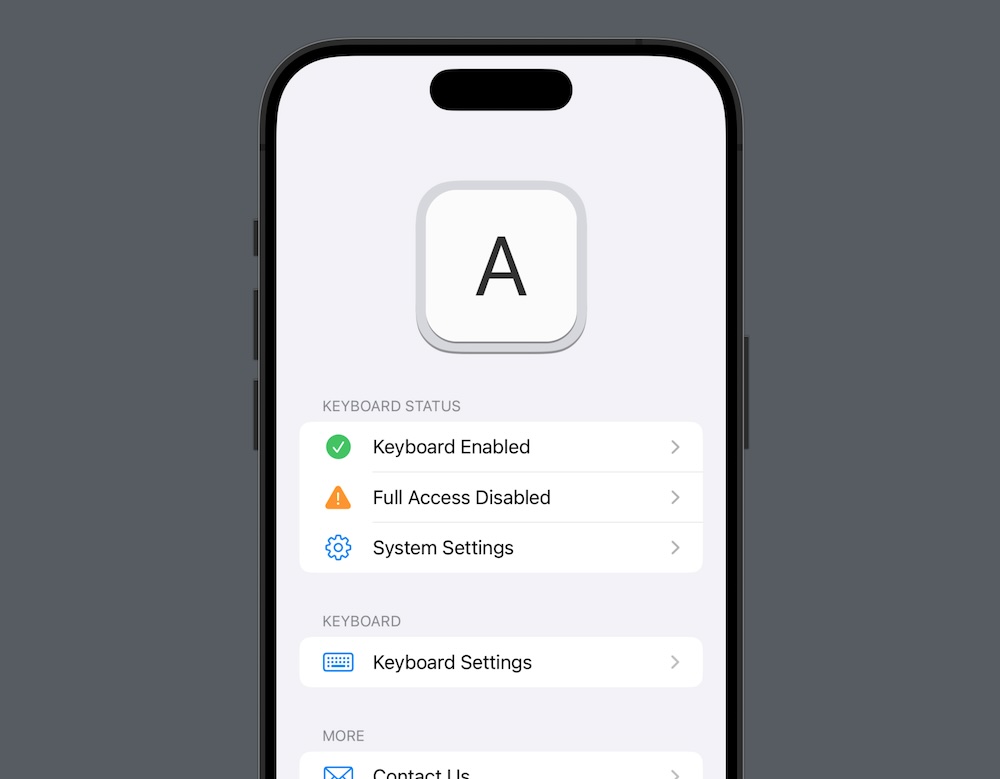 A
KEYBOARD STATUS
Keyboard Enabled
Full Access Disabled
System Settings
KEYBOARD
Keyboard Settings
MORE
Contact Us